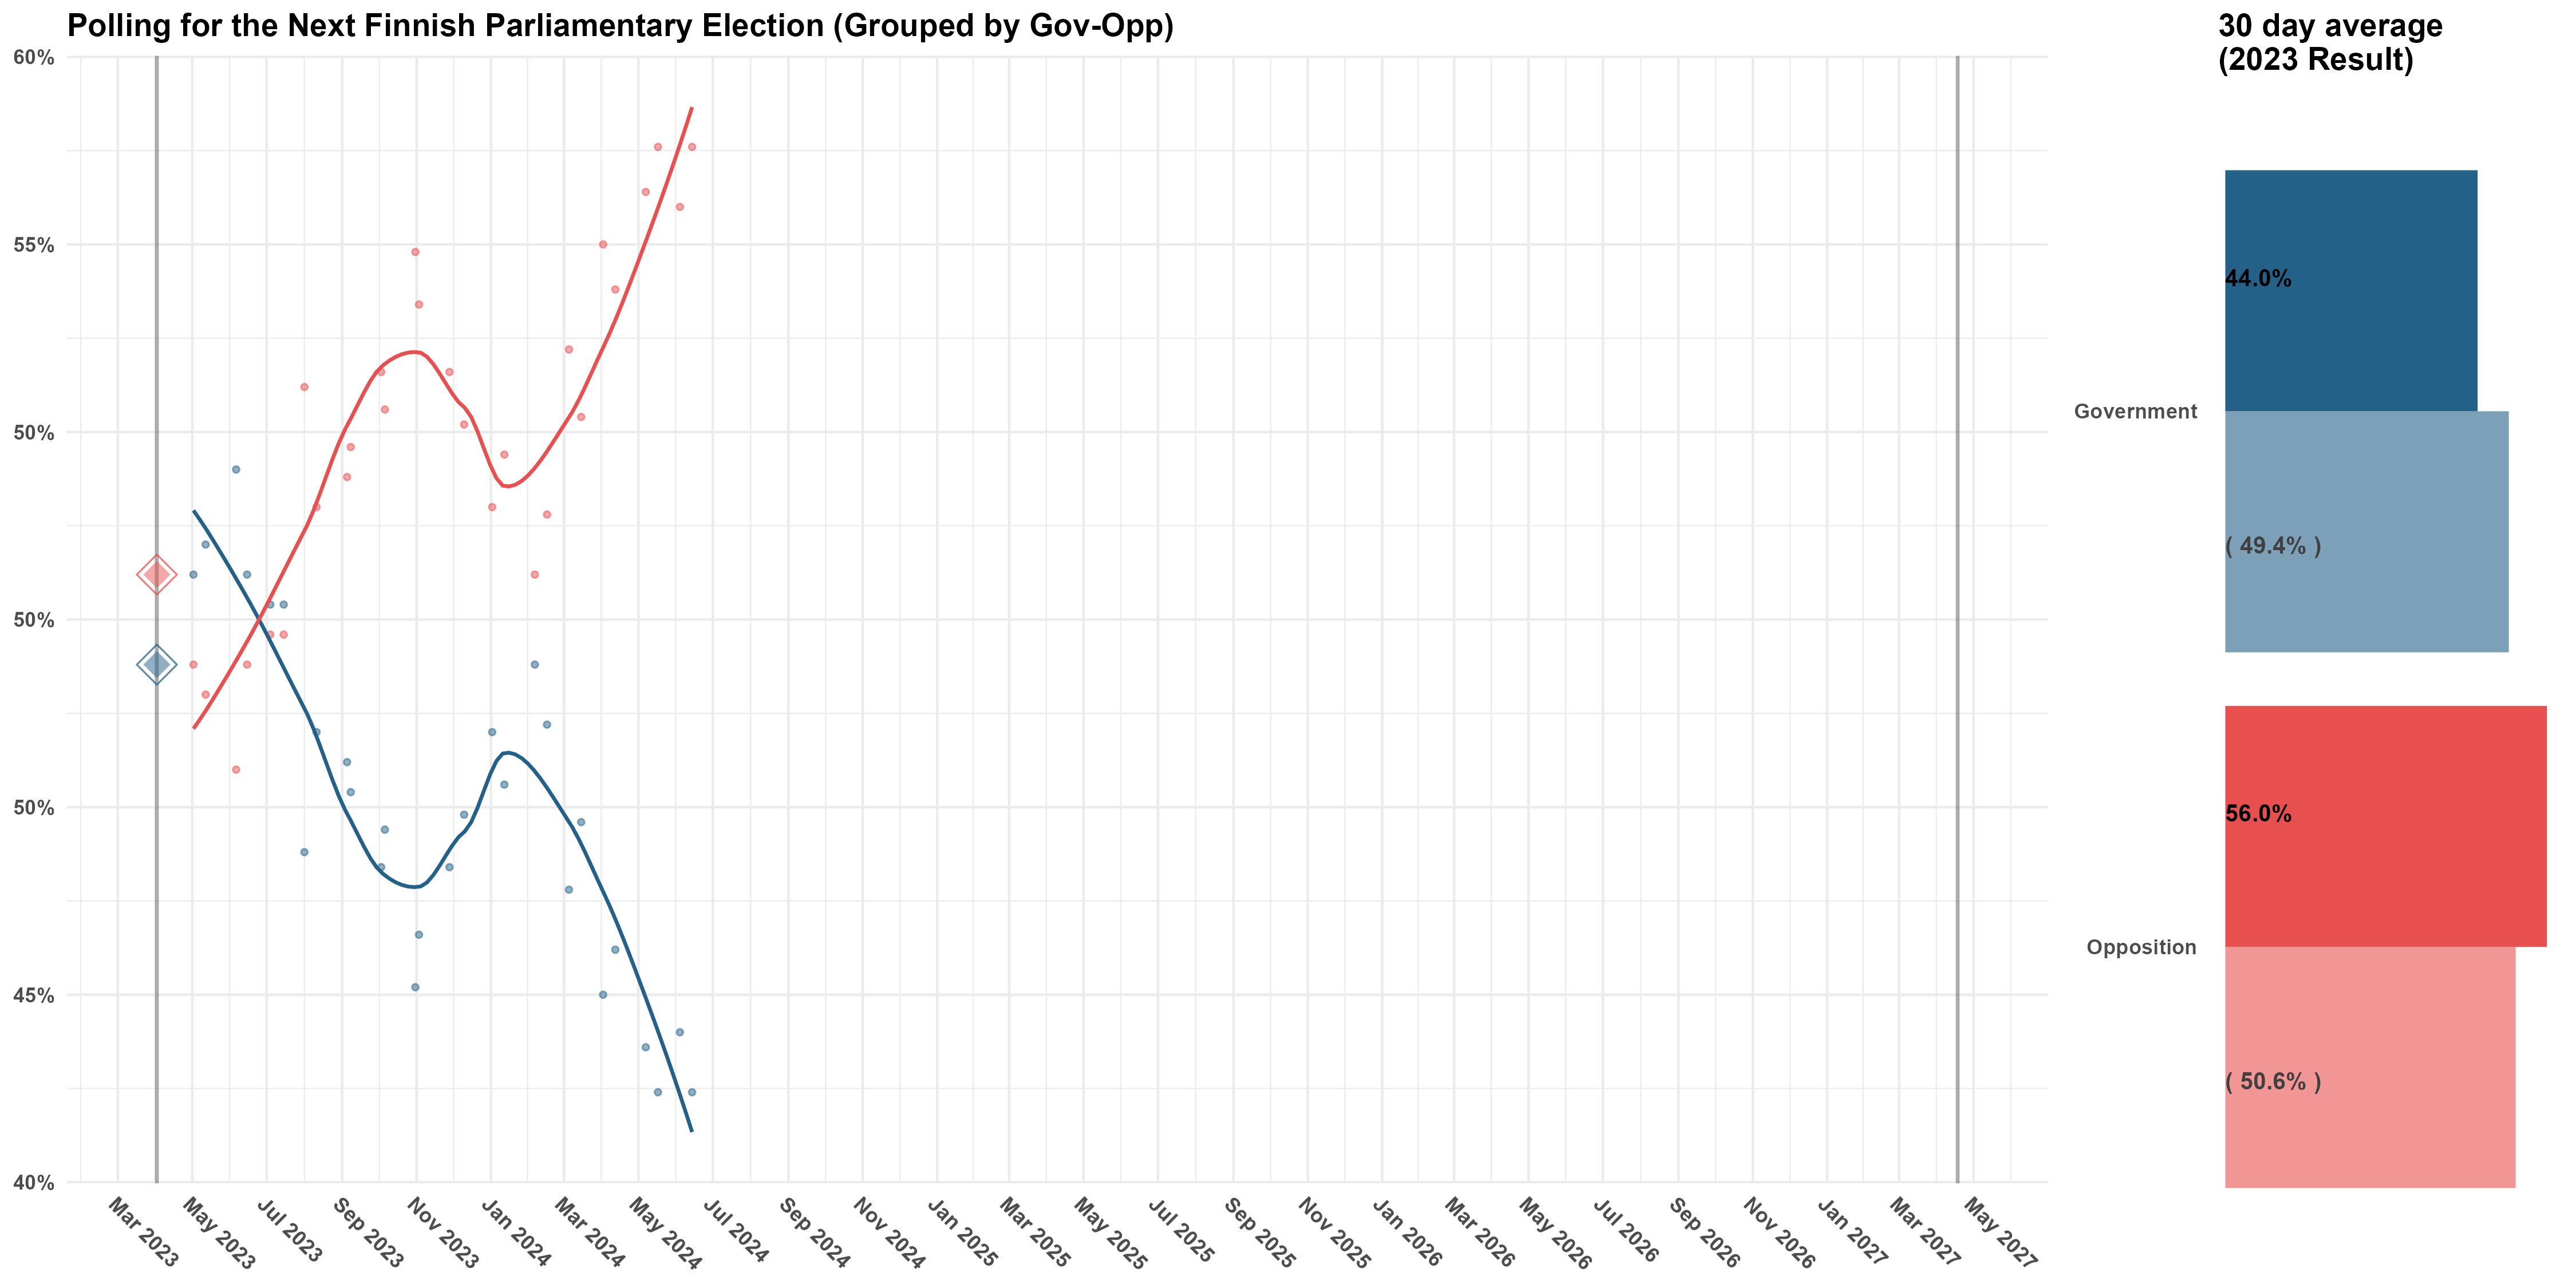 Polling for the Next Finnish Parliamentary Election (Grouped by Gov-Opp)
60%
55%
50%
50%
50%
45%
40%
Mar 2023
May 2023
Jul 2023
Sep 2023
Nov 2023
Jan 2024
Mar 2024
May 2024
Jul 2024
Sep 2024
Nov 2024
Jan 2025
Mar 2025
May 2025
Jul 2025
Sep 2025
Nov 2025
Jan 2026
Mar 2026
May 2026
Jul 2026
Sep 2026
Nov 2026
Jan 2027
Mar 2027
May 2027
30 day average
(2023 Result)
44.0%
Government
( 49.4% )
56.0%
Opposition
( 50.6% )